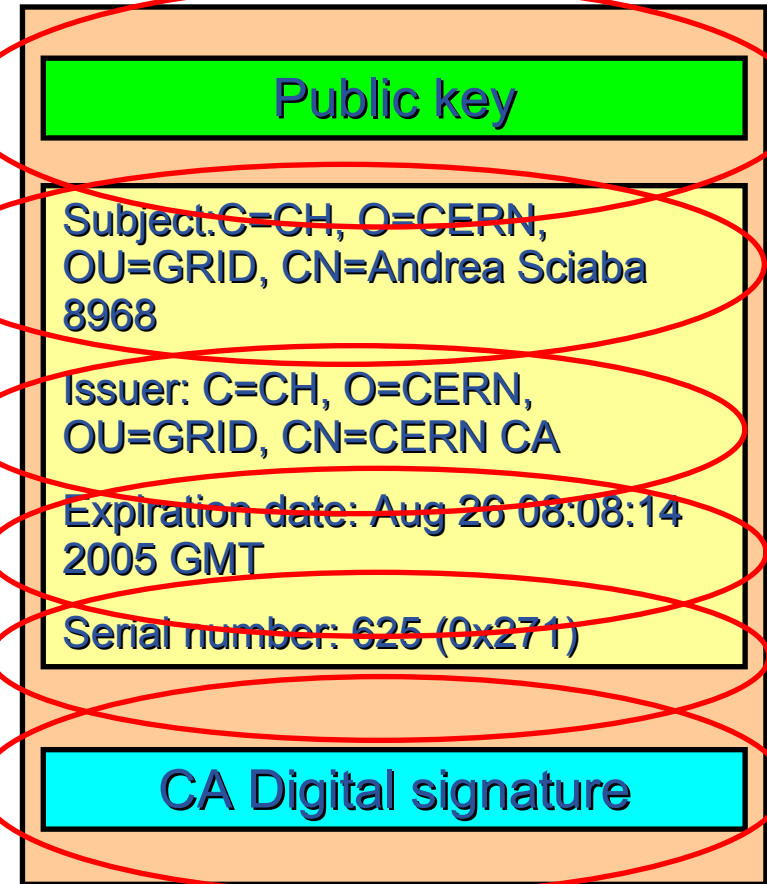 Public key
Subject:C=CH, O=CERN,
OU=GRID, CN=Andrea Sciaba
8968
Issuer: C=CH, O=CERN,
OU=GRID, CN=CERN CA
Expiration date: Aug 26 08:08:14
2005 GMT
Serial number: 625 (0x271)
CA Digital signature